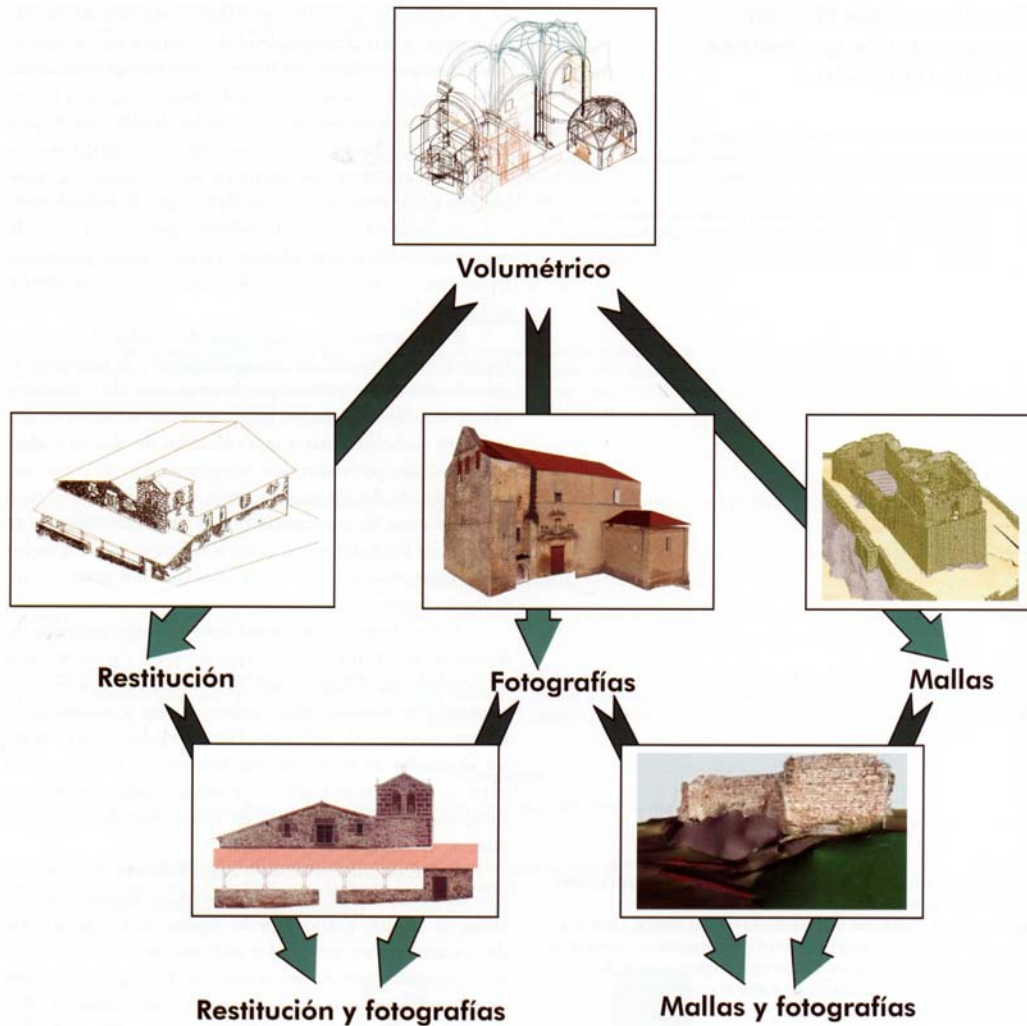 Volumétrico
Restitución
Fotografías
Mallas
Restitución y fotografías
Mallas y fotografías